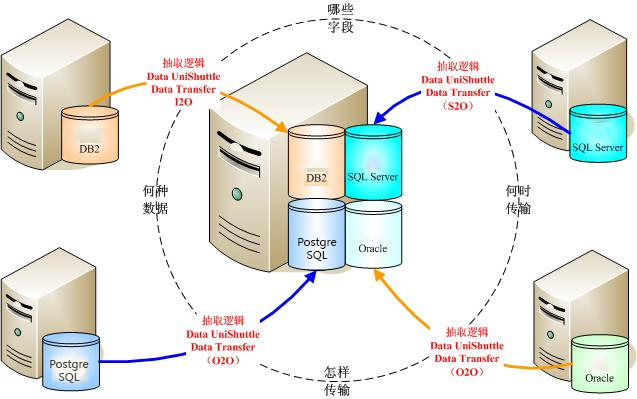 哪些
字段
抽取逻辑
Data UniShuttle
Data Transfer
I2O
抽取逻辑
Data UniShuttle
Data Transfer
（S2O）
DB2
SQL Server
DB2
SQL Server
何种
数据
何时
传输
Postgre
SQL
Oracle
抽取逻辑
Data UniShuttle
Data Transfer
（O2O）
抽取逻辑
Data UniShuttle
Data Transfer
（O2O）
Postgre
SQL
怎样
传输
Oracle